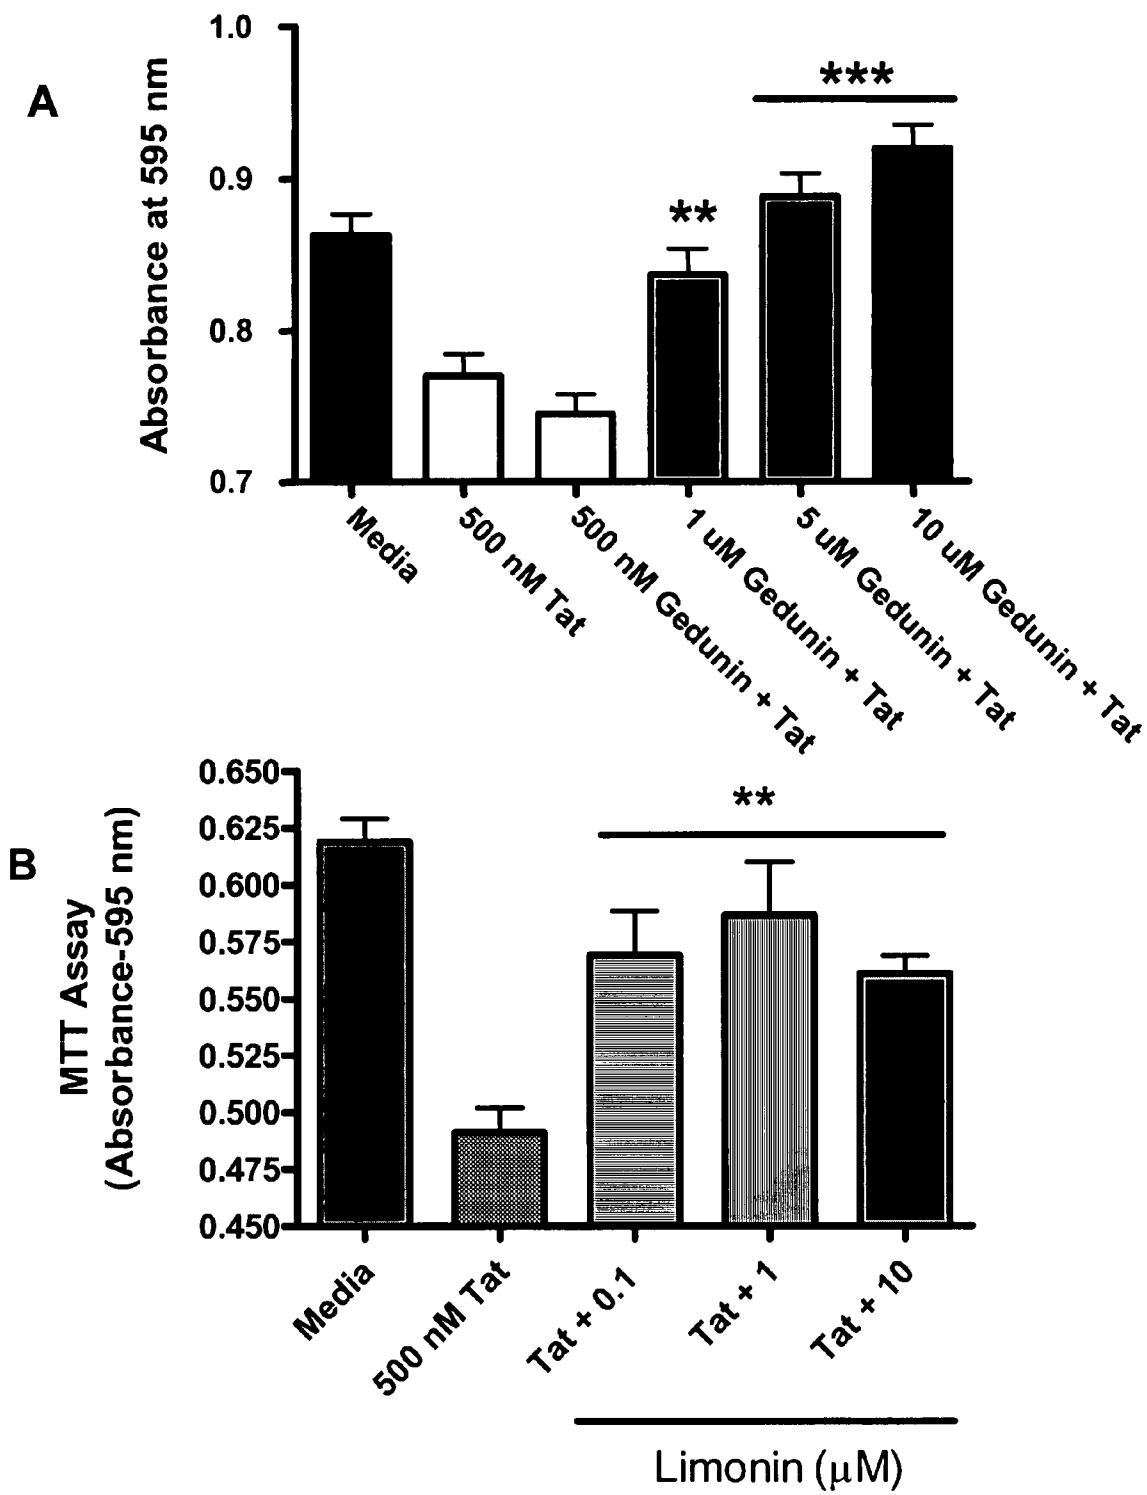 A
Absorbance at 595 nm
1.0
0.9
0.8
0.7
**
***
Media
500 nM Tat
500 nM Gedunin + Tat
1 uM Gedunin + Tat
5 uM Gedunin + Tat
10 uM Gedunin + Tat
B
MTT Assay
(Absorbance-595 nm)
0.650
0.625
0.600
0.575
0.550
0.525
0.500
0.475
0.450
**
Media
500 nM Tat
Tat + 0.1
Tat + 1
Tat + 10
Limonin (μM)